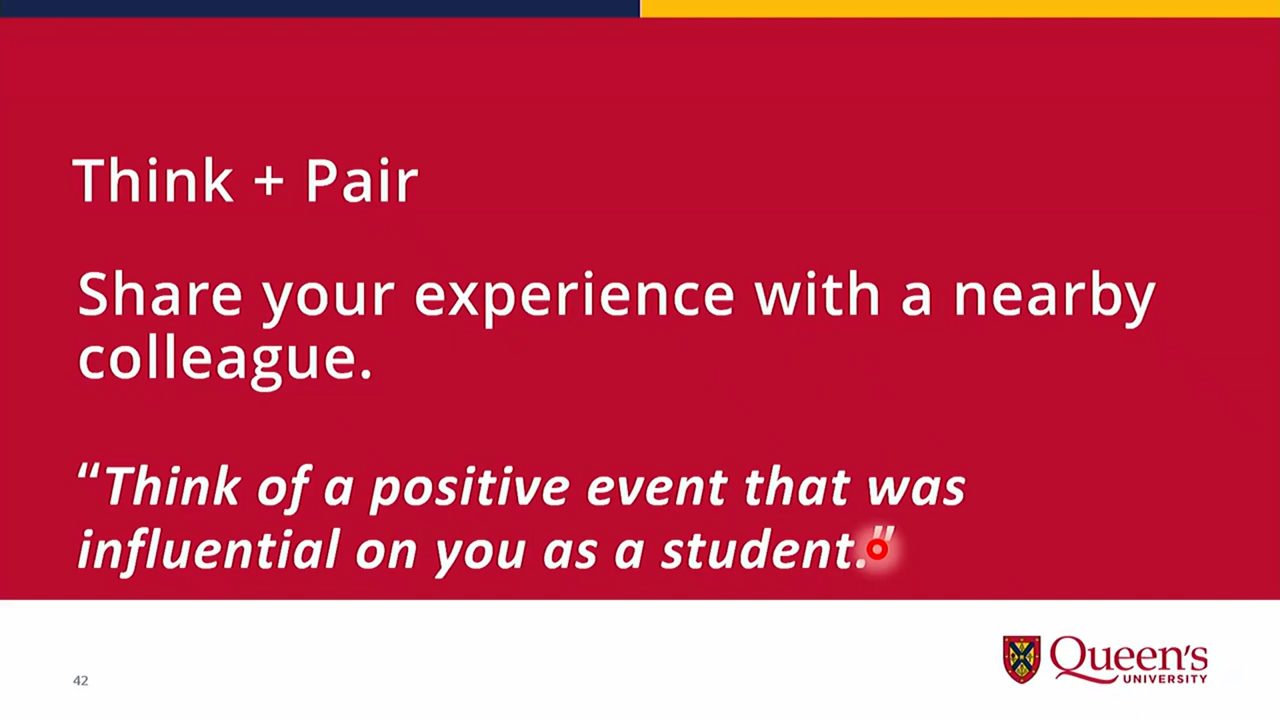 Think + Pair
Share your experience with a nearby
colleague.
“Think of a positive event that was
influential on you as a student.”
42
Queen's
UNIVERSITY